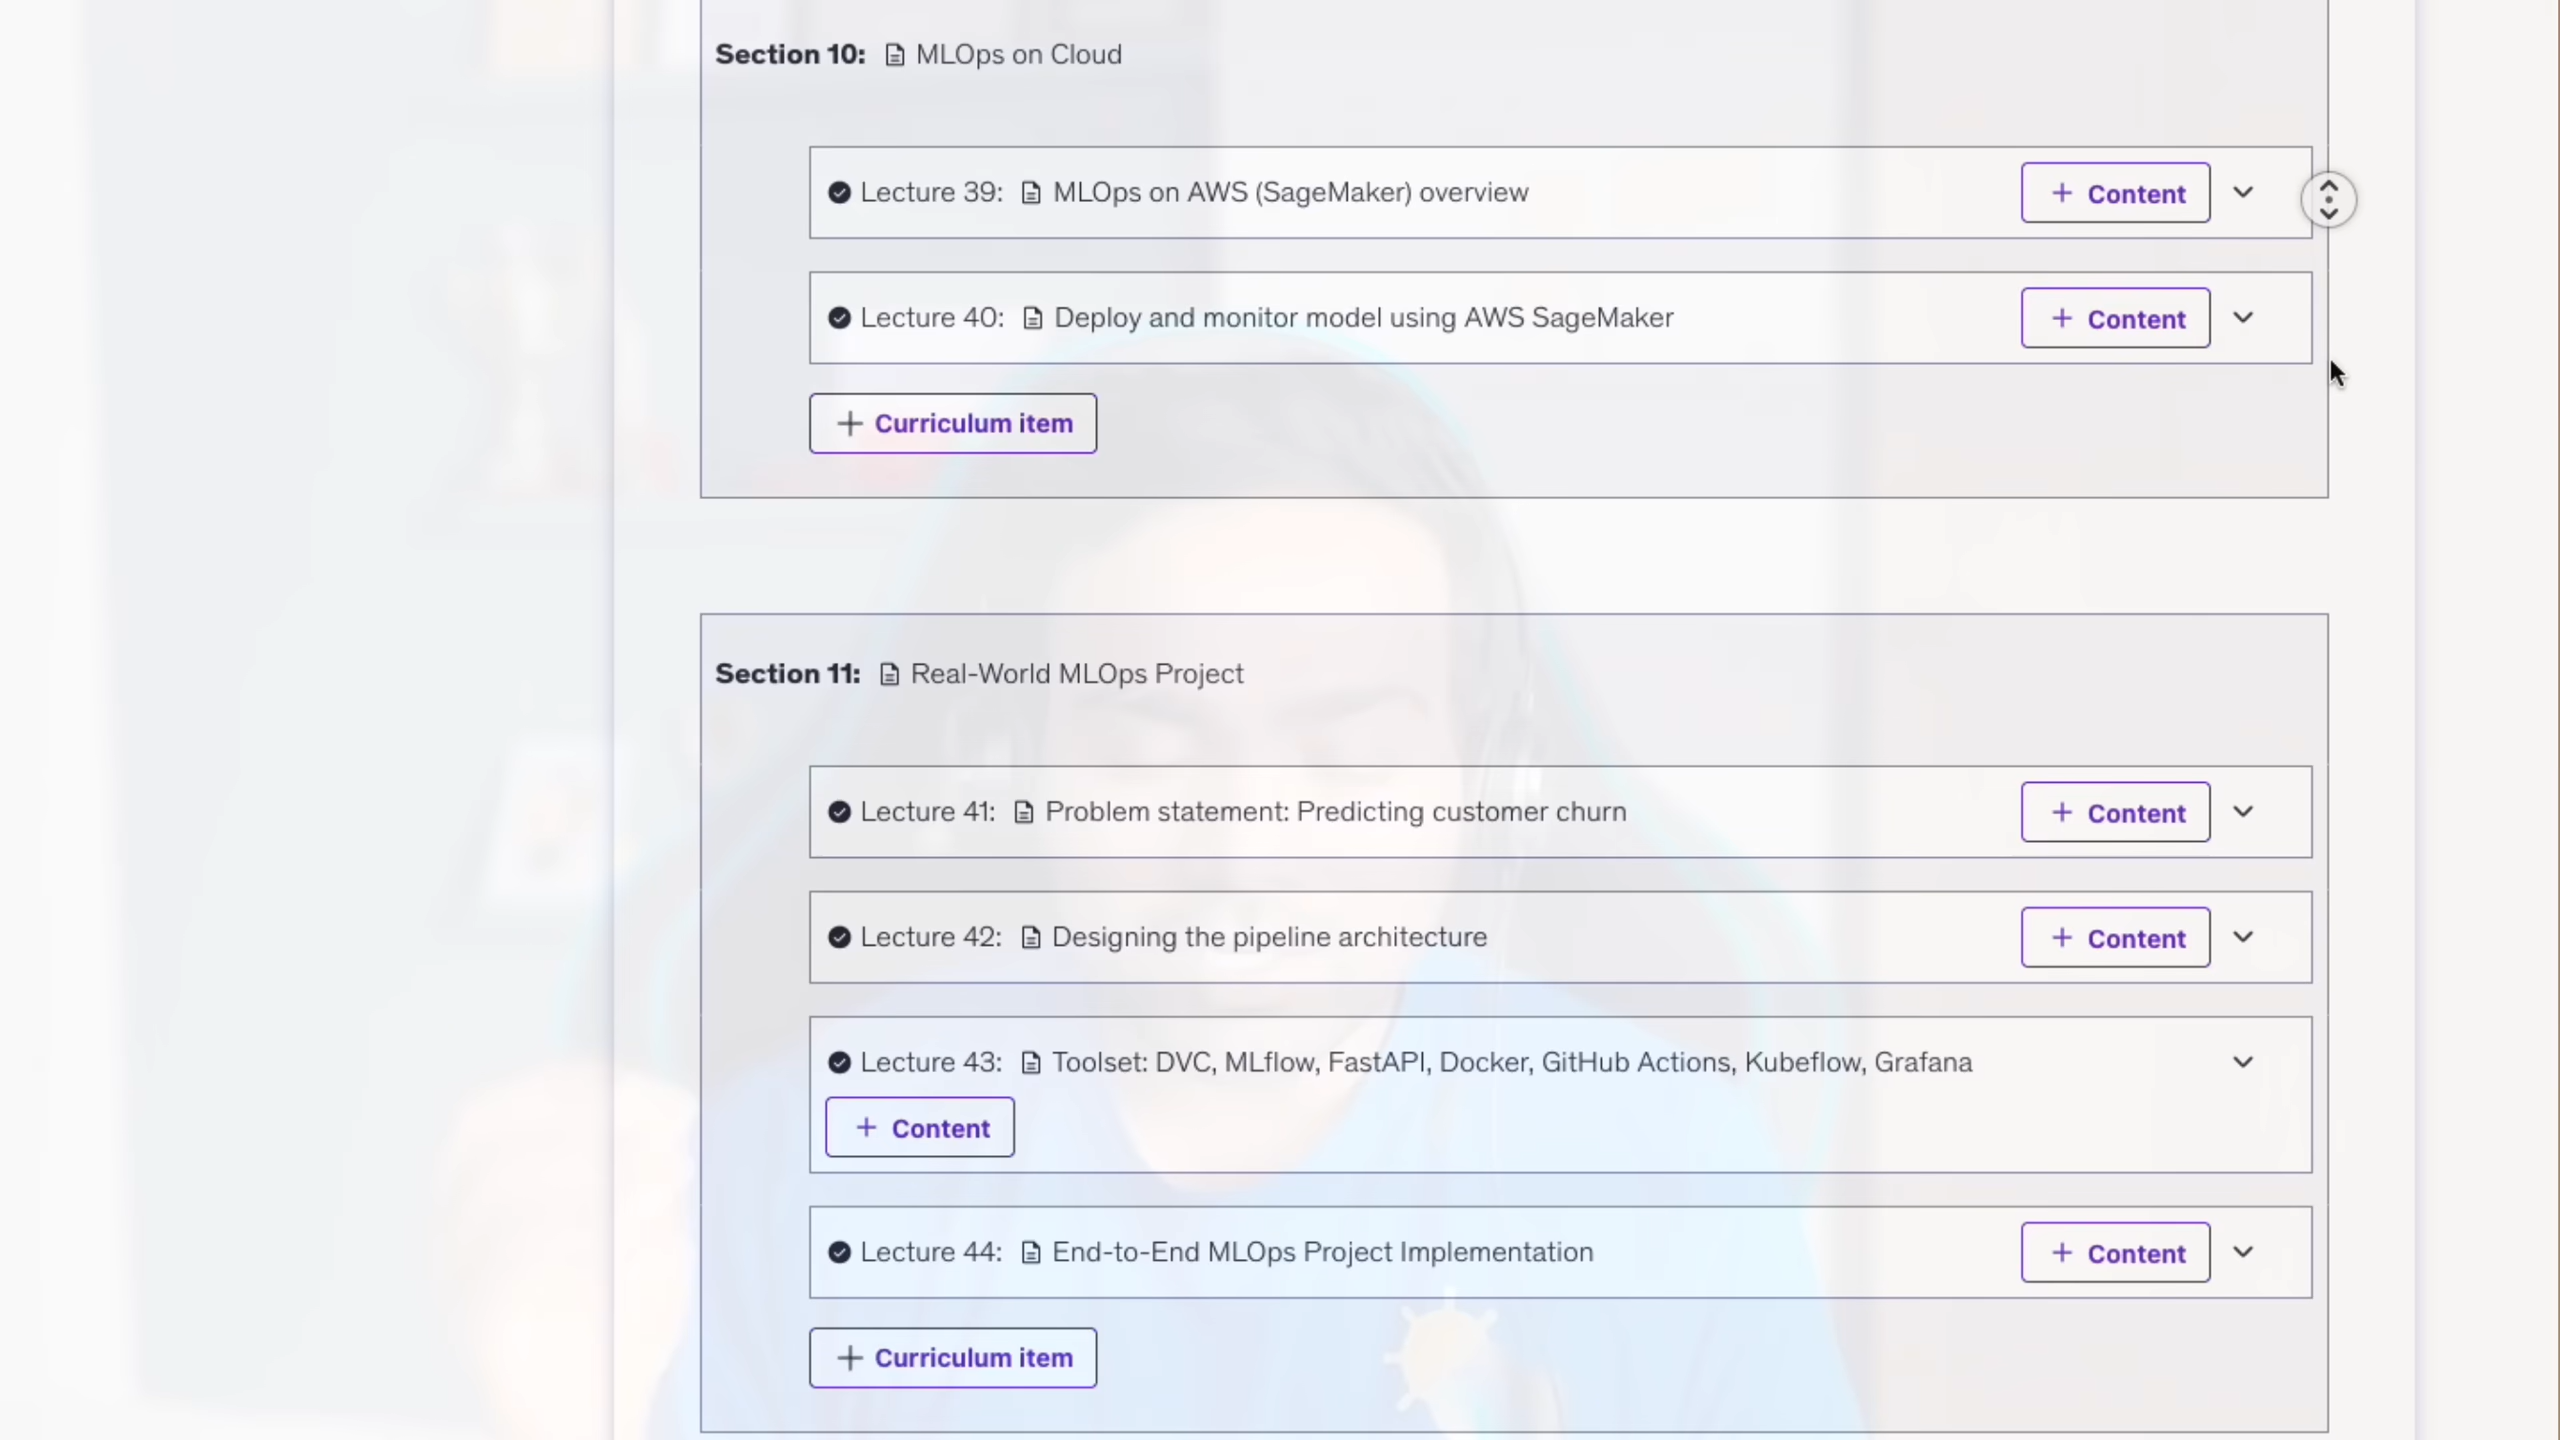 Section 10: MLOps on Cloud
Lecture 39: MLOps on AWS (SageMaker) overview
+ Content
Lecture 40: Deploy and monitor model using AWS SageMaker
+ Content
+ Curriculum item
Section 11: Real-World MLOps Project
Lecture 41: Problem statement: Predicting customer churn
+ Content
Lecture 42: Designing the pipeline architecture
+ Content
Lecture 43: Toolset: DVC, MLflow, FastAPI, Docker, GitHub Actions, Kubeflow, Grafana
+ Content
Lecture 44: End-to-End MLOps Project Implementation
+ Content
+ Curriculum item